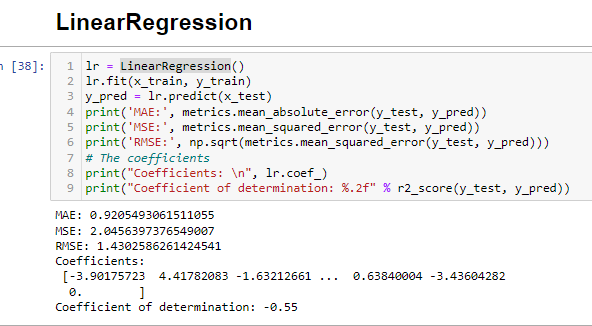 LinearRegression
[38]:
1 lr = LinearRegression()
2 lr.fit(x_train, y_train)
3 y_pred = lr.predict(x_test)
4 print('MAE:', metrics.mean_absolute_error(y_test, y_pred))
5 print('MSE:', metrics.mean_squared_error(y_test, y_pred))
6 print('RMSE:', np.sqrt(metrics.mean_squared_error(y_test, y_pred)))
7 # The coefficients
8 print("Coefficients: \n", lr.coef_)
9 print("Coefficient of determination: %.2f" % r2_score(y_test, y_pred))
MAE: 0.9205493061511055
MSE: 2.0456397376549007
RMSE: 1.4302586261424541
Coefficients:
[-3.90175723 4.41782083 -1.63212661 ... 0.63840004 -3.43604282
0. ]
Coefficient of determination: -0.55